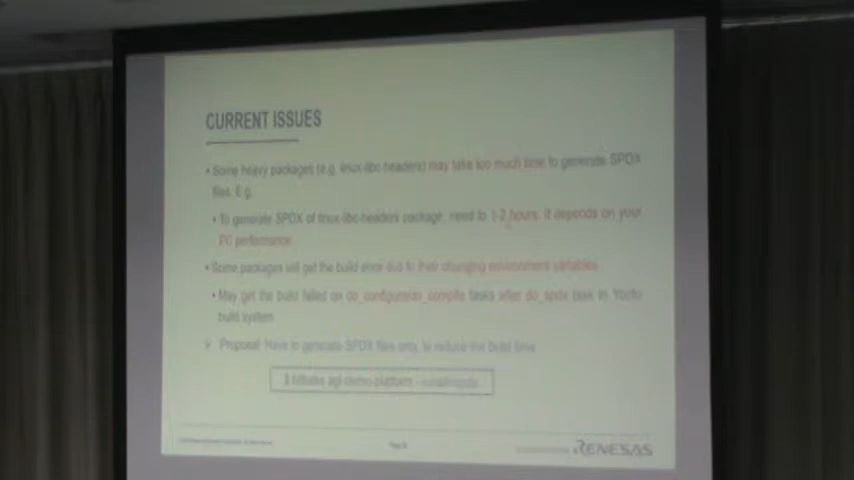 CURRENT ISSUES
• Some heavy packages (e.g. linux-libc-headers) may take too much time to generate SPDX
files. E.g.
• To generate SPDX of linux-libc-headers package, need to 1-2 hours. It depends on your
PC performance
• Some packages will get the build error due to their changing environment variables
• May get the build failed on do_configure/do_compile tasks after do_spdx task in Yocto
build system
➢ Proposal: Have to generate SPDX files only, to reduce the build time
$ bitbake agl-demo-platform
RENESAS